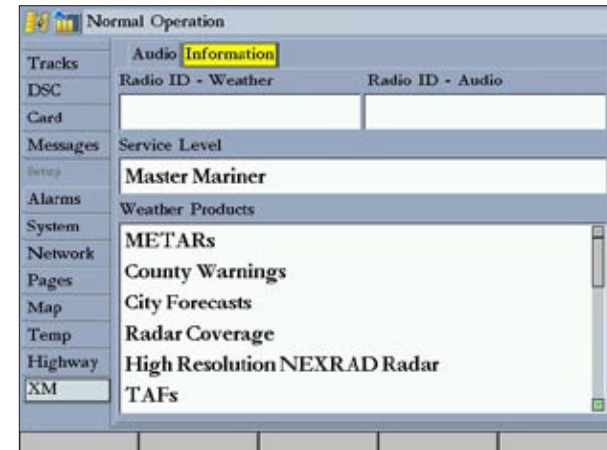 Normal Operation
Tracks
DSC
Card
Messages
Setup
Alarms
System
Network
Pages
Map
Temp
Highway
XM
Audio Information
Radio ID - Weather Radio ID - Audio
Service Level
Master Mariner
Weather Products
METARs
County Warnings
City Forecasts
Radar Coverage
High Resolution NEXRAD Radar
TAFs